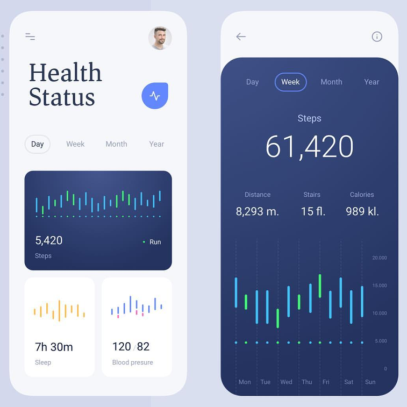 Health
Status
Day Week Month Year
5,420
Steps
Run
7h 30m
Sleep
120 82
Blood presure
Day Week Month Year
Steps
61,420
Distance Stairs Calories
8,293 m. 15 fl. 989 kl.
20,000
15,000
10,000
5,000
0
Mon Tue Wed Thu Fri Sat Sun